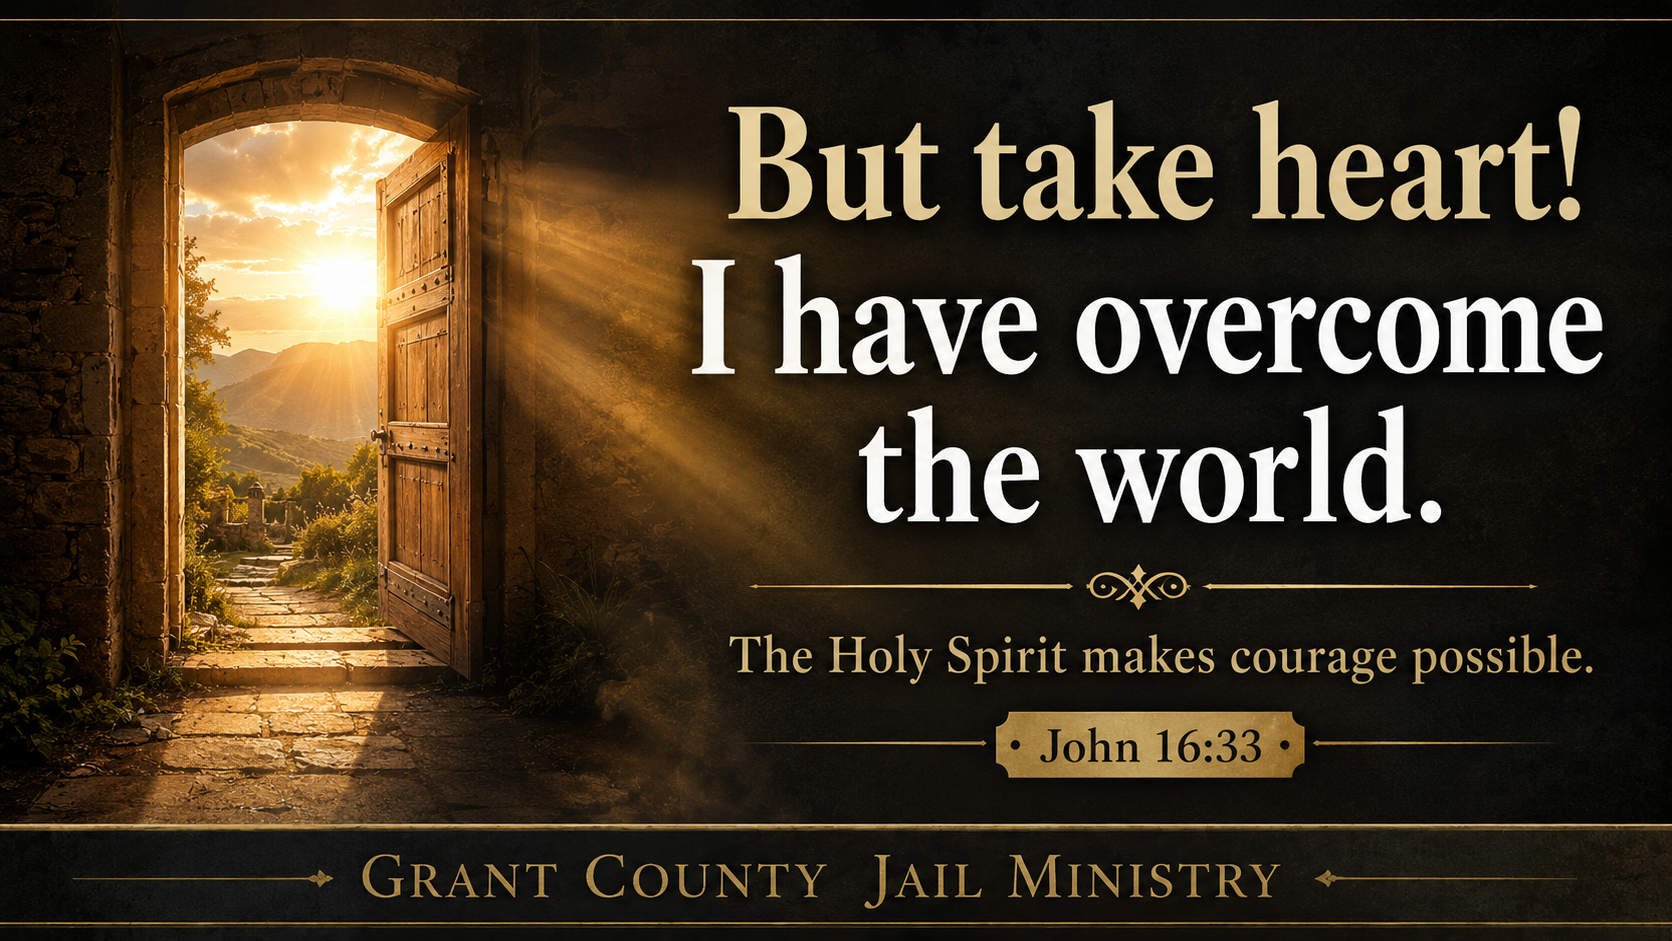 But take heart!
I have overcome
the world.
The Holy Spirit makes courage possible.
John 16:33
GRANT COUNTY JAIL MINISTRY